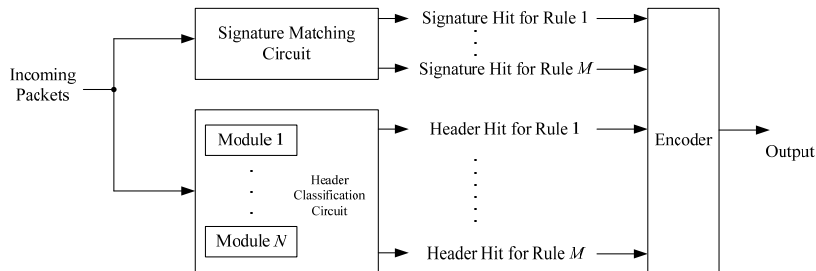 Signature Matching
Circuit
Signature Hit for Rule 1
Signature Hit for Rule M
Incoming
Packets
Module 1
Header
Classification
Circuit
Module N
Header Hit for Rule 1
Header Hit for Rule M
Encoder
Output